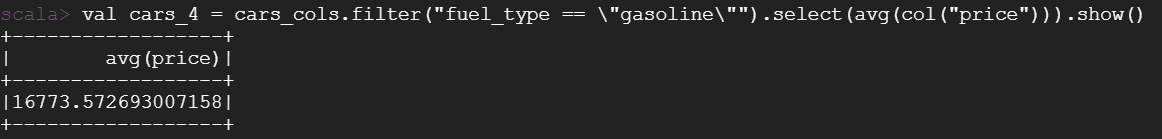 scala> val cars_4 = cars_cols.filter("fuel_type == \"gasoline\"").select(avg(col("price"))).show()
+------------------+
|        avg(price)|
+------------------+
|16773.572693007158|
+------------------+